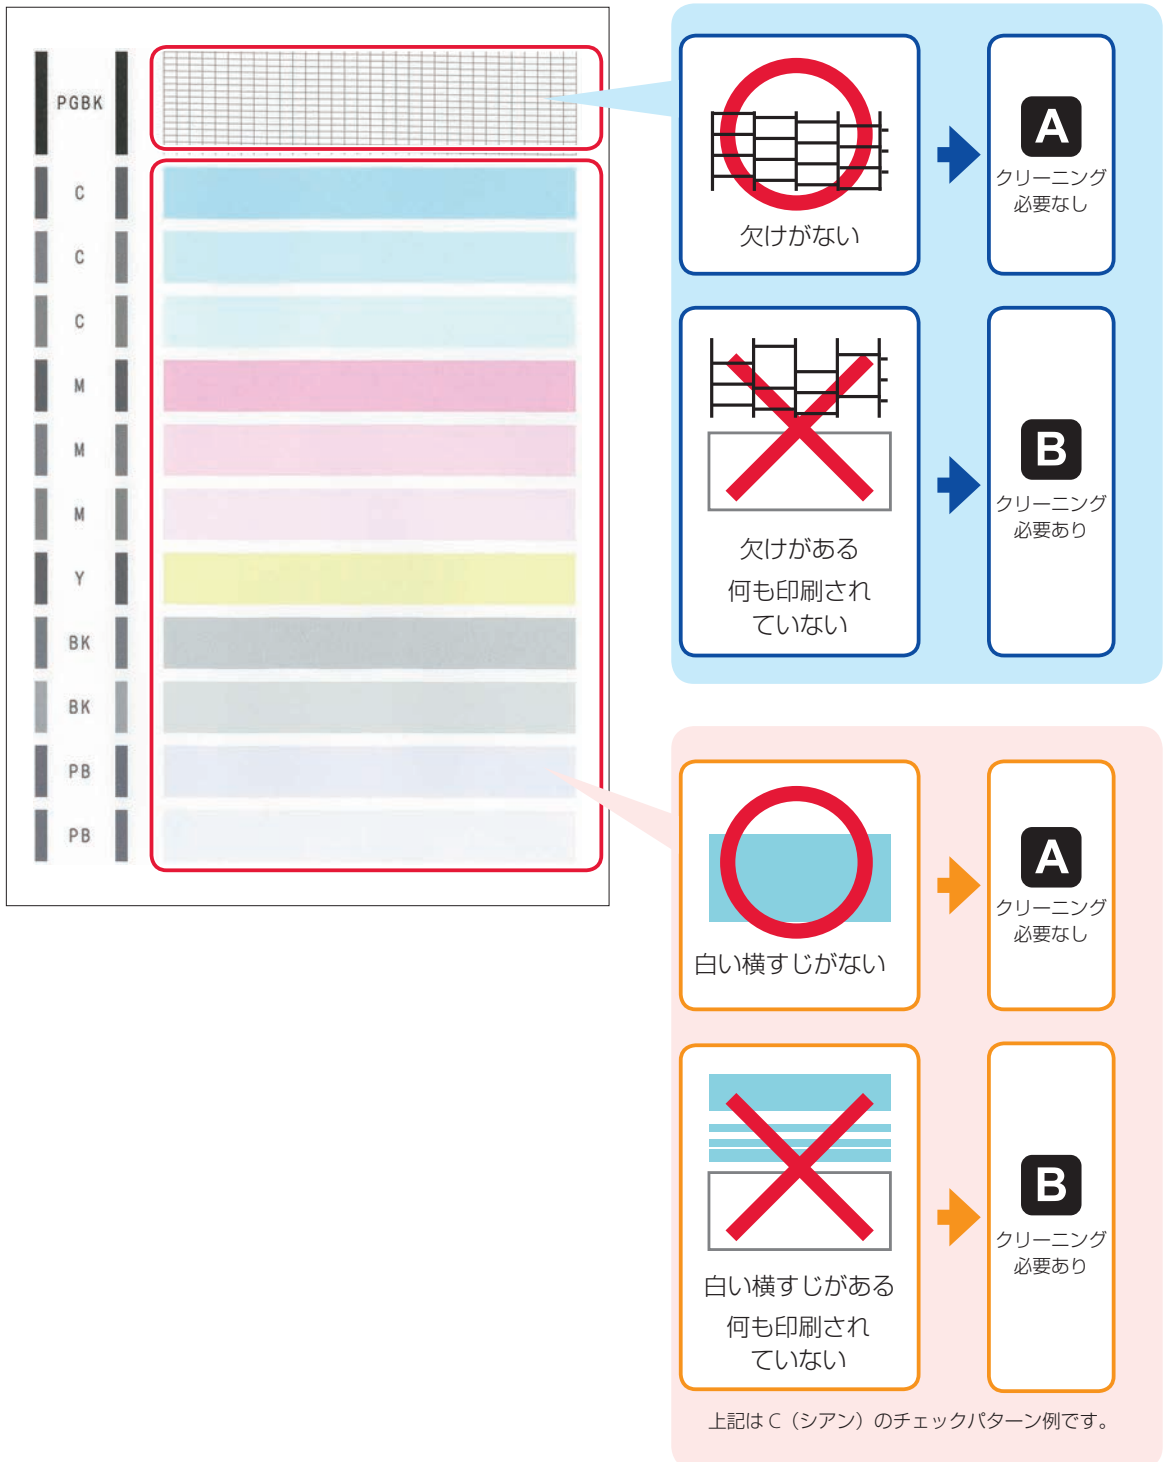 PGBK
C
C
C
M
M
M
Y
BK
BK
PB
PB
欠けがない
A
クリーニング
必要なし
欠けがある
何も印刷され
ていない
B
クリーニング
必要あり
白い横すじがない
A
クリーニング
必要なし
白い横すじがある
何も印刷され
ていない
B
クリーニング
必要あり
上記は C（シアン）のチェックパターン例です。